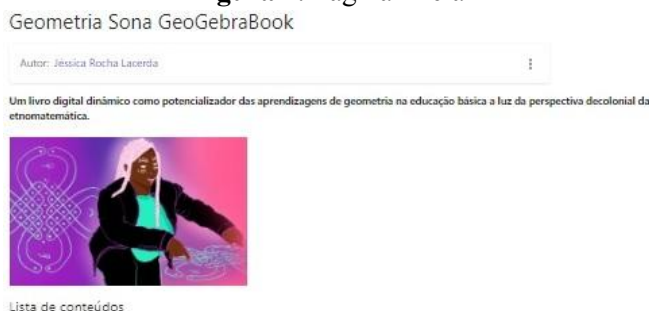 Geometria Sona GeoGebraBook
Autor: Jéssica Rocha Lacerda
Um livro digital dinâmico como potencializador das aprendizagens de geometria na educação básica a luz da perspectiva decolonial da
etnomatemática.
Lista de conteúdos